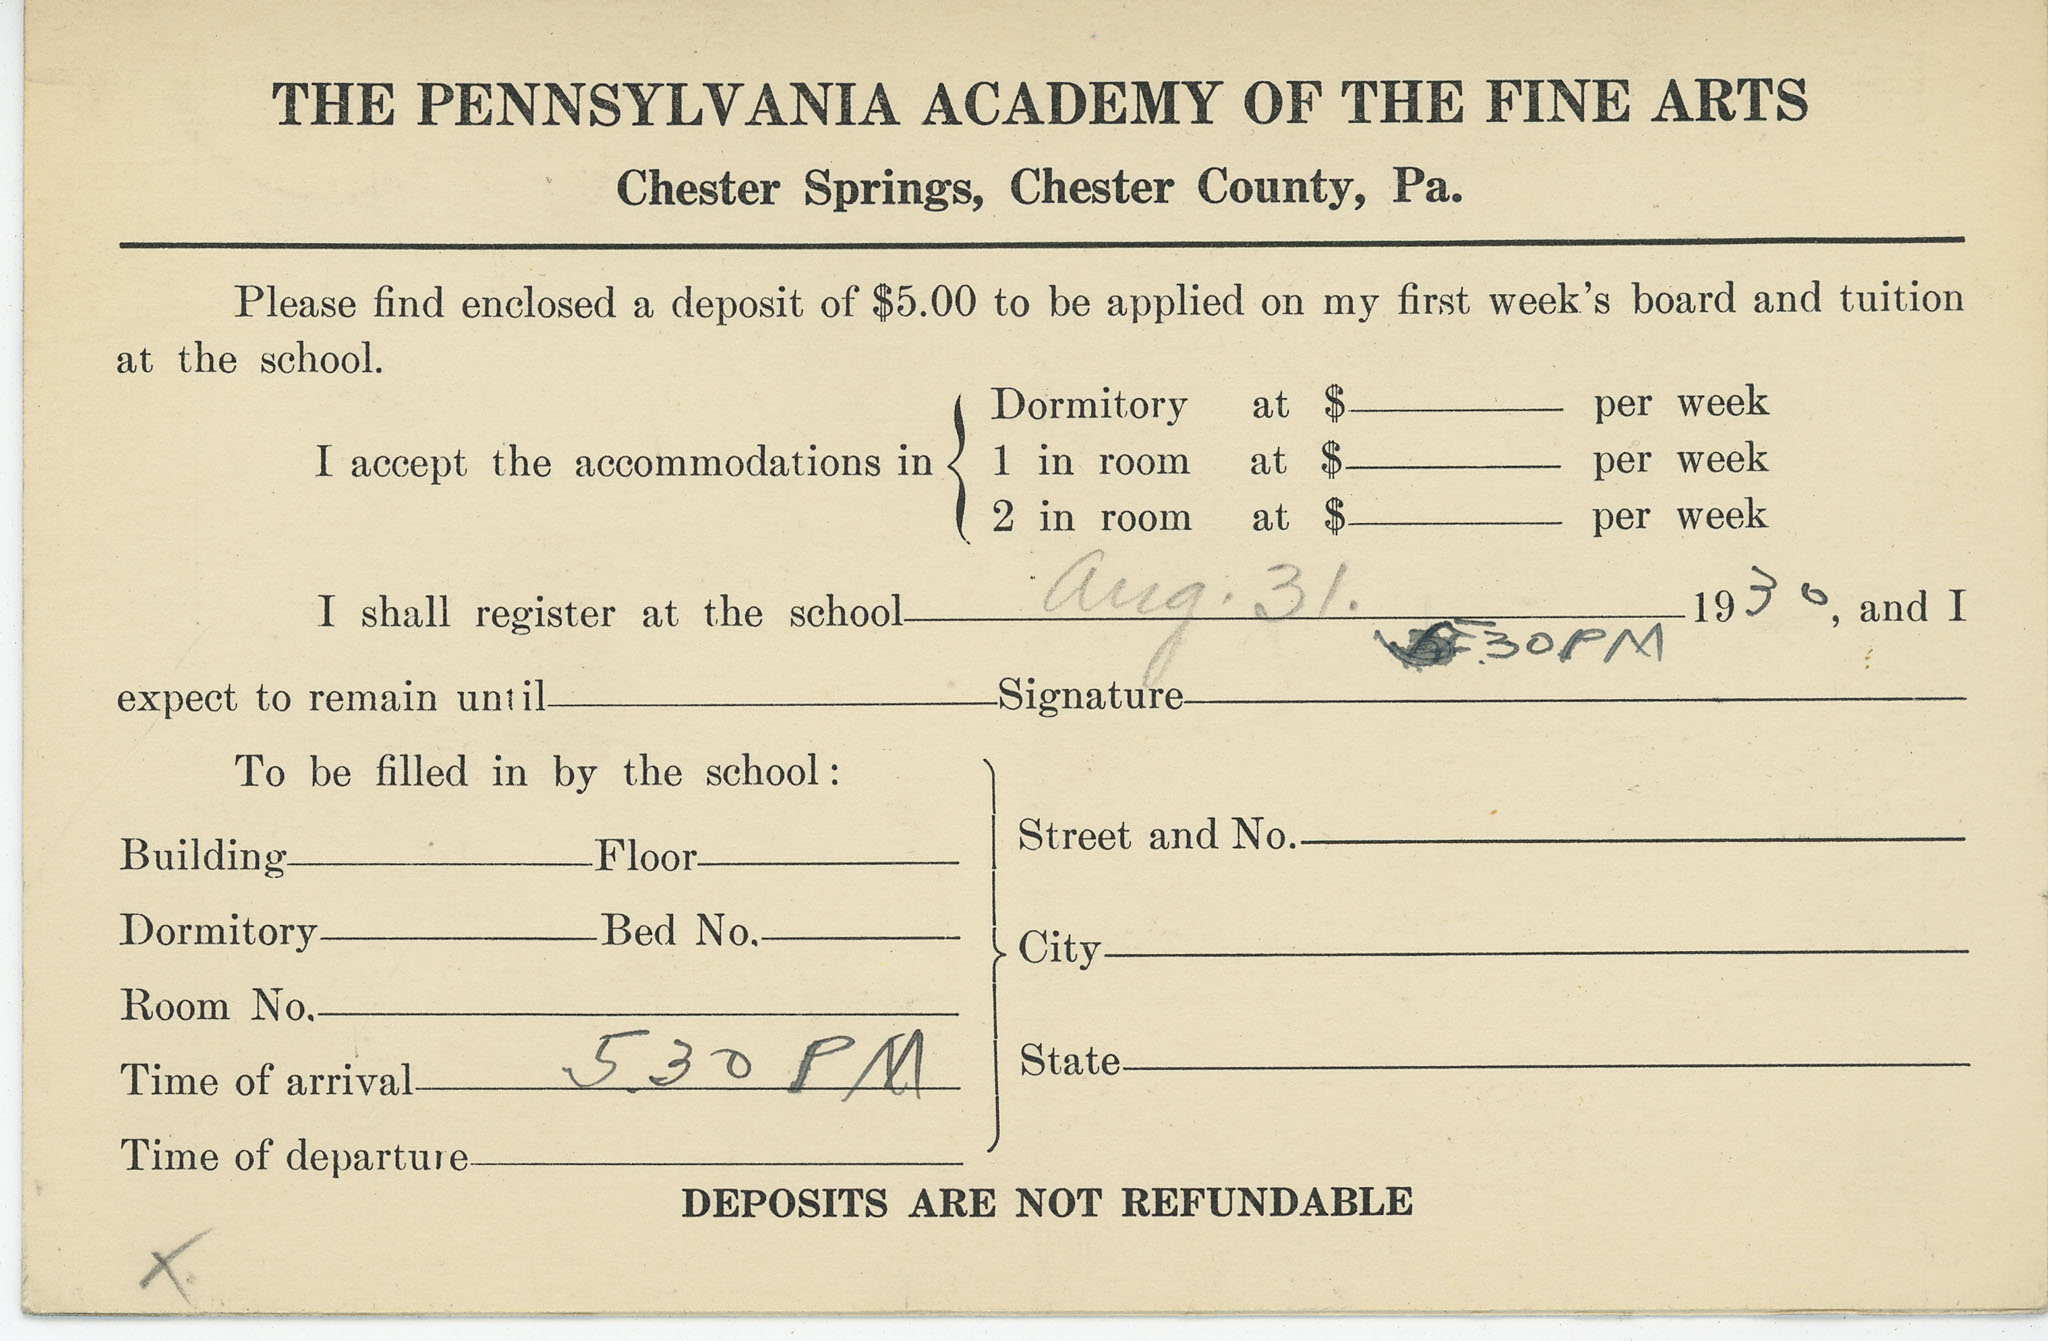 THE PENNSYLVANIA ACADEMY OF THE FINE ARTS
Chester Springs, Chester County, Pa.
Please find enclosed a deposit of $5.00 to be applied on my first week's board and tuition
at the school.
I accept the accommodations in
Dormitory at $ per week
1 in room at $ per week
2 in room at $ per week
I shall register at the school Aug. 31. 1930, and I
5.30 PM
expect to remain until Signature
To be filled in by the school:
Building Floor
Dormitory Bed No.
Room No.
Time of arrival 5.30 PM
Time of departure
Street and No.
City
State
DEPOSITS ARE NOT REFUNDABLE
X